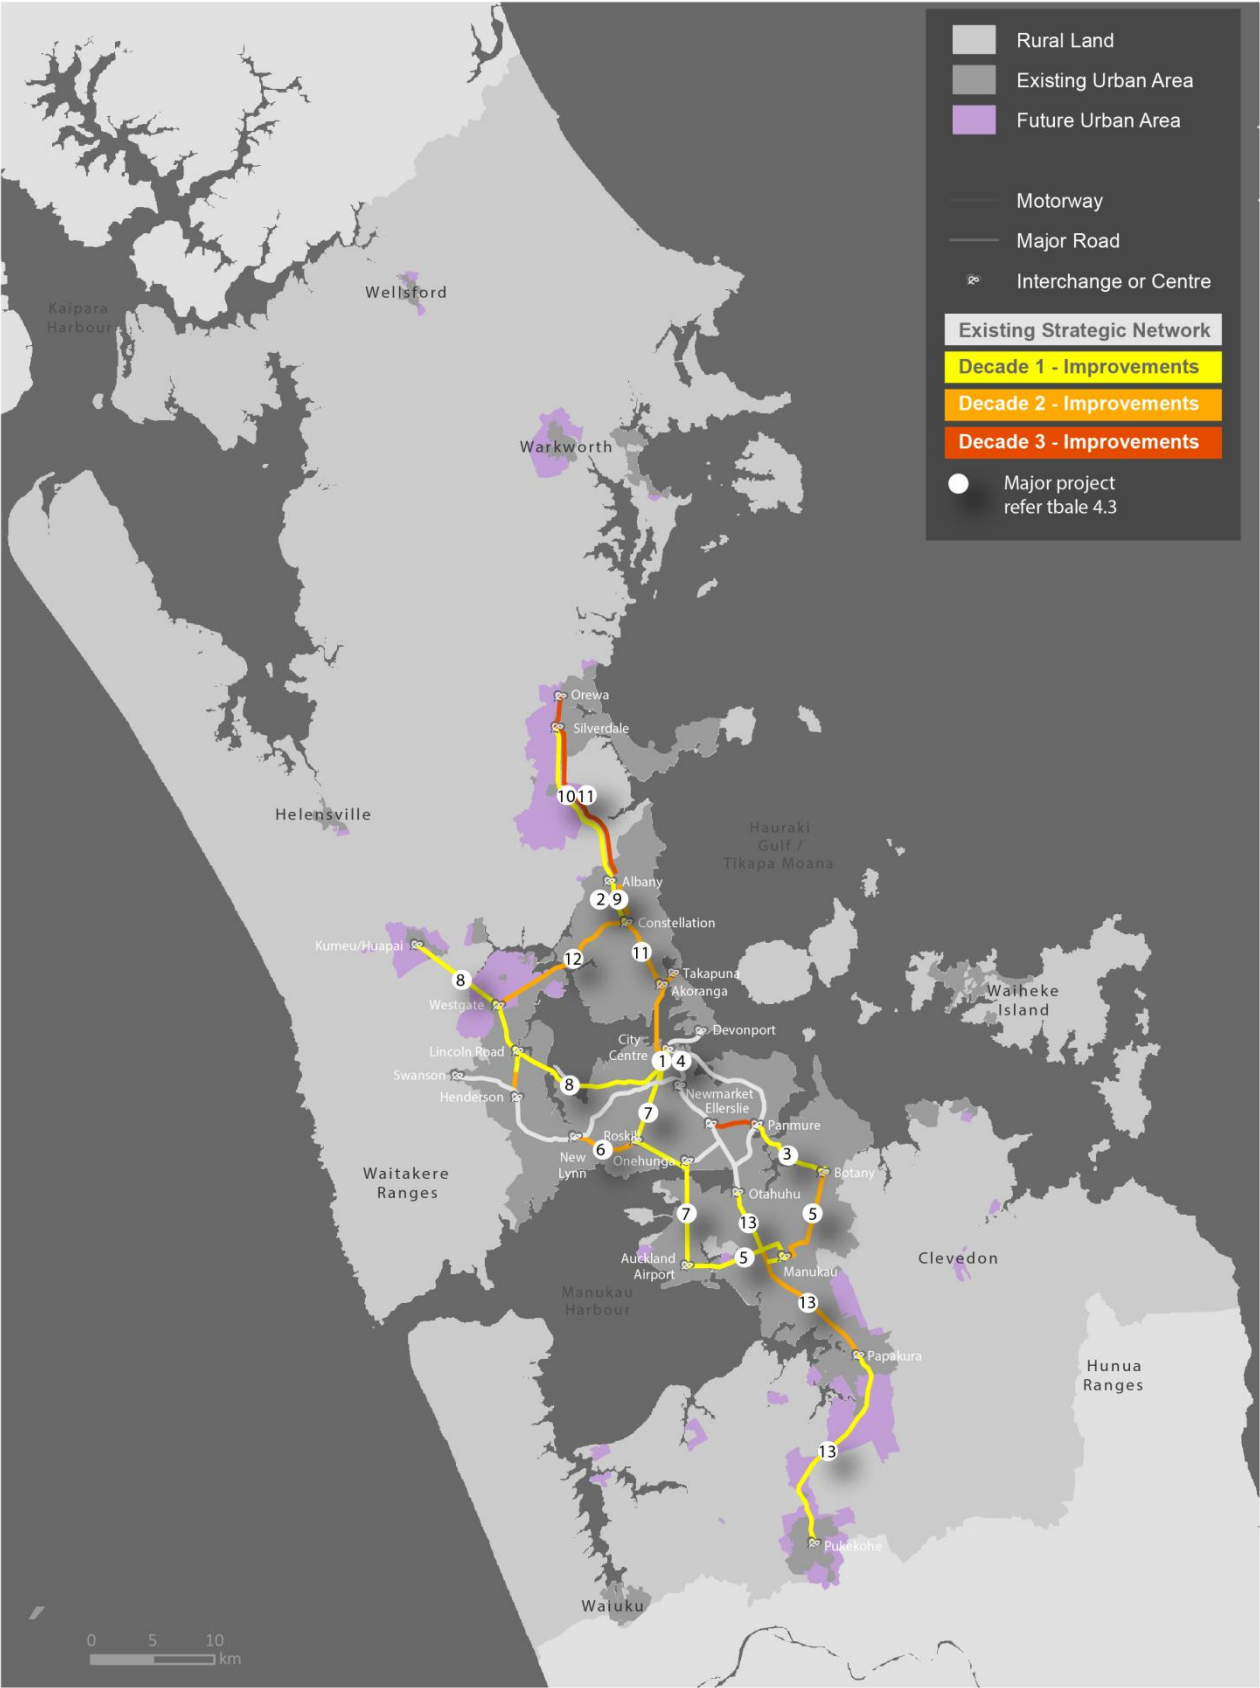 Rural Land
Existing Urban Area
Future Urban Area
Motorway
Major Road
Interchange or Centre
Existing Strategic Network
Decade 1 - Improvements
Decade 2 - Improvements
Decade 3 - Improvements
Major project
refer tbale 4.3
Wellsford
Kaipara
Harbour
Warkworth
Orewa
Silverdale
10
11
Helensville
Hauraki
Gulf /
Tīkapa Moana
Albany
2
9
Constellation
Kumeu/Huapai
11
12
8
Takapuna
Akoranga
Westgate
Waiheke
Island
Devonport
City
Centre
Lincoln Road
1
4
Swanson
8
Henderson
Newmarket
Ellerslie
7
Panmure
Roskill
6
New
Lynn
Onehunga
3
Botany
Waitakere
Ranges
Otahuhu
7
13
5
Auckland
Airport
5
Manukau
Clevedon
Manukau
Harbour
13
Papakura
Hunua
Ranges
13
Pukekohe
Waiuku
0 5 10
km